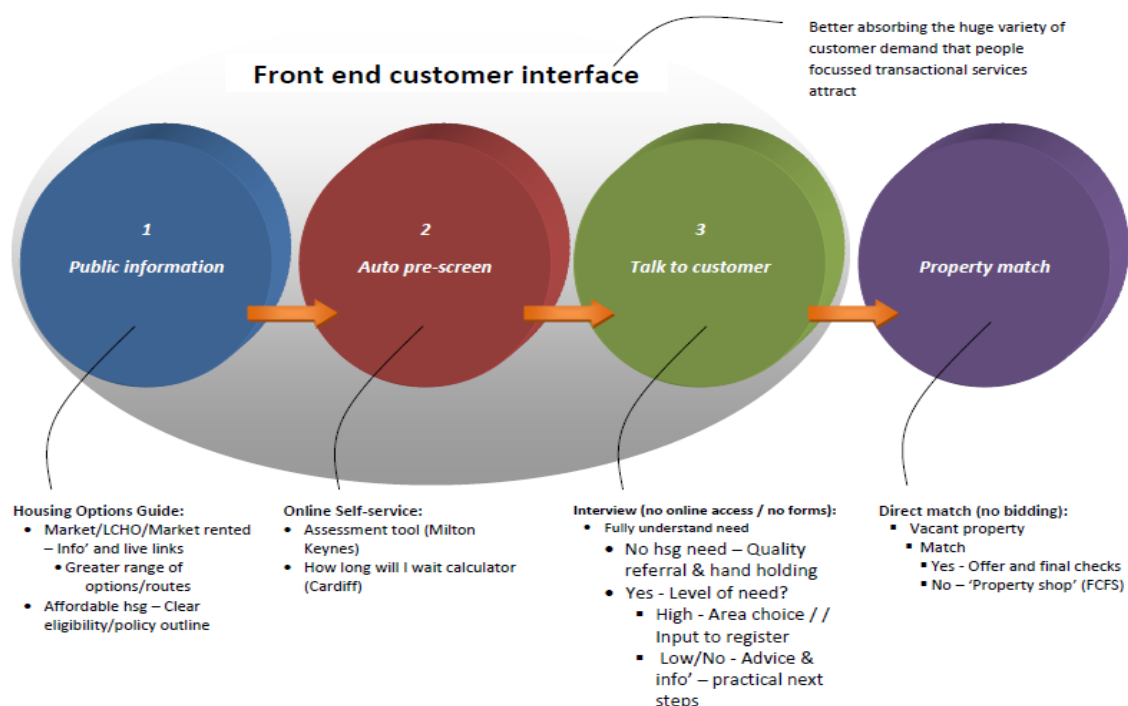 Better absorbing the huge variety of
customer demand that people
focussed transactional services
attract
Front end customer interface
1
Public information
2
Auto pre-screen
3
Talk to customer
Property match
Housing Options Guide:
• Market/LCHO/Market rented
– Info’ and live links
• Greater range of
options/routes
• Affordable hsg – Clear
eligibility/policy outline
Online Self-service:
• Assessment tool (Milton
Keynes)
• How long will I wait calculator
(Cardiff)
Interview (no online access / no forms):
• Fully understand need
• No hsg need – Quality
referral & hand holding
• Yes - Level of need?
▪ High - Area choice / /
Input to register
▪ Low/No - Advice &
info’ – practical next
steps
Direct match (no bidding):
▪ Vacant property
▪ Match
▪ Yes - Offer and final checks
▪ No – ‘Property shop’ (FCFS)